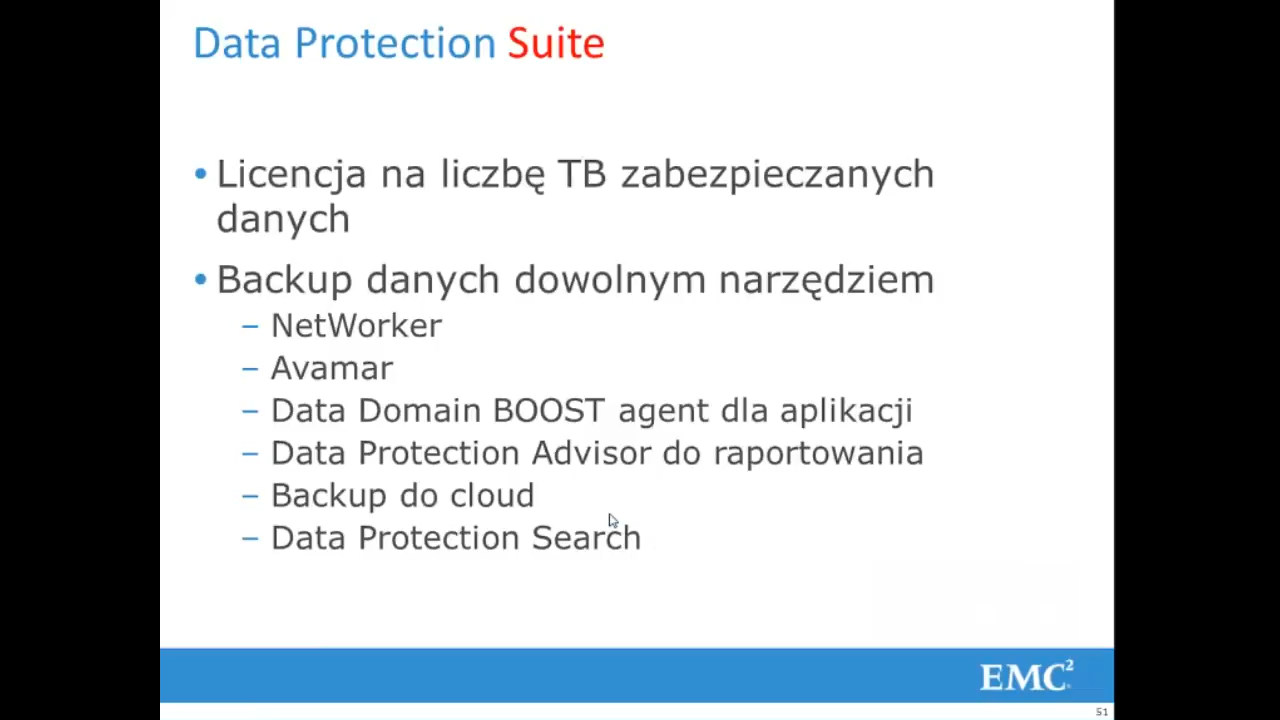 Data Protection Suite
• Licencja na liczbę TB zabezpieczanych
danych
• Backup danych dowolnym narzędziem
– NetWorker
– Avamar
– Data Domain BOOST agent dla aplikacji
– Data Protection Advisor do raportowania
– Backup do cloud
– Data Protection Search
EMC²
51